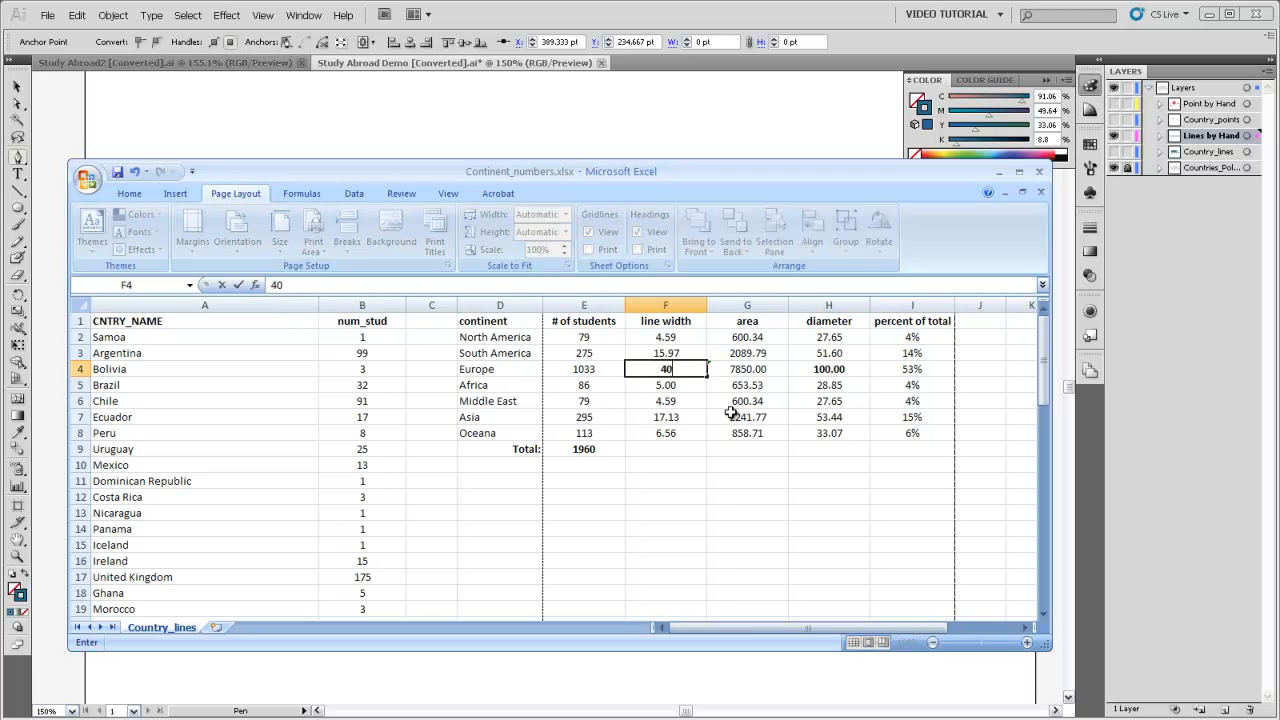 Ai File Edit Object Type Select Effect View Window Help Br VIDEO TUTORIAL CS Live
Anchor Point Convert: Handles: Anchors: X: 389.333 pt Y: 234.667 pt W: 0 pt H: 0 pt
Study Abroad2 [Converted].ai @ 155.1% (RGB/Preview) Study Abroad Demo [Converted].ai* @ 150% (RGB/Preview)
COLOR COLOR GUIDE
C 91.06 %
M 49.64 %
Y 33.06 %
K 8.8 %
LAYERS
Layers
Point by Hand
Country_points
Lines by Hand
Country_lines
Countries_Pol...
Continent_numbers.xlsx - Microsoft Excel
Home Insert Page Layout Formulas Data Review View Acrobat
Themes Colors Fonts Effects Margins Orientation Size Print Area Breaks Background Print Titles Width: Automatic Height: Automatic Scale: 100% Gridlines View Print Headings View Print Bring to Front Send to Back Selection Pane Align Group Rotate
Themes Page Setup Scale to Fit Sheet Options Arrange
F4 40
A B C D E F G H I J K
1 CNTRY_NAME num_stud continent # of students line width area diameter percent of total
2 Samoa 1 North America 79 4.59 600.34 27.65 4%
3 Argentina 99 South America 275 15.97 2089.79 51.60 14%
4 Bolivia 3 Europe 1033 40 7850.00 100.00 53%
5 Brazil 32 Africa 86 5.00 653.53 28.85 4%
6 Chile 91 Middle East 79 4.59 600.34 27.65 4%
7 Ecuador 17 Asia 295 17.13 241.77 53.44 15%
8 Peru 8 Oceana 113 6.56 858.71 33.07 6%
9 Uruguay 25 Total: 1960
10 Mexico 13
11 Dominican Republic 1
12 Costa Rica 3
13 Nicaragua 1
14 Panama 1
15 Iceland 1
16 Ireland 15
17 United Kingdom 175
18 Ghana 5
19 Morocco 3
Country_lines
Enter
150% 1 Pen 1 Layer